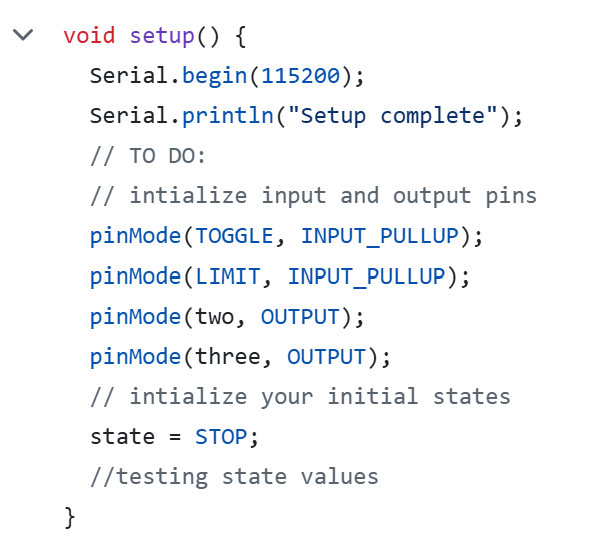 void setup() {
Serial.begin(115200);
Serial.println("Setup complete");
// TO DO:
// intialize input and output pins
pinMode(TOGGLE, INPUT_PULLUP);
pinMode(LIMIT, INPUT_PULLUP);
pinMode(two, OUTPUT);
pinMode(three, OUTPUT);
// intialize your initial states
state = STOP;
//testing state values
}